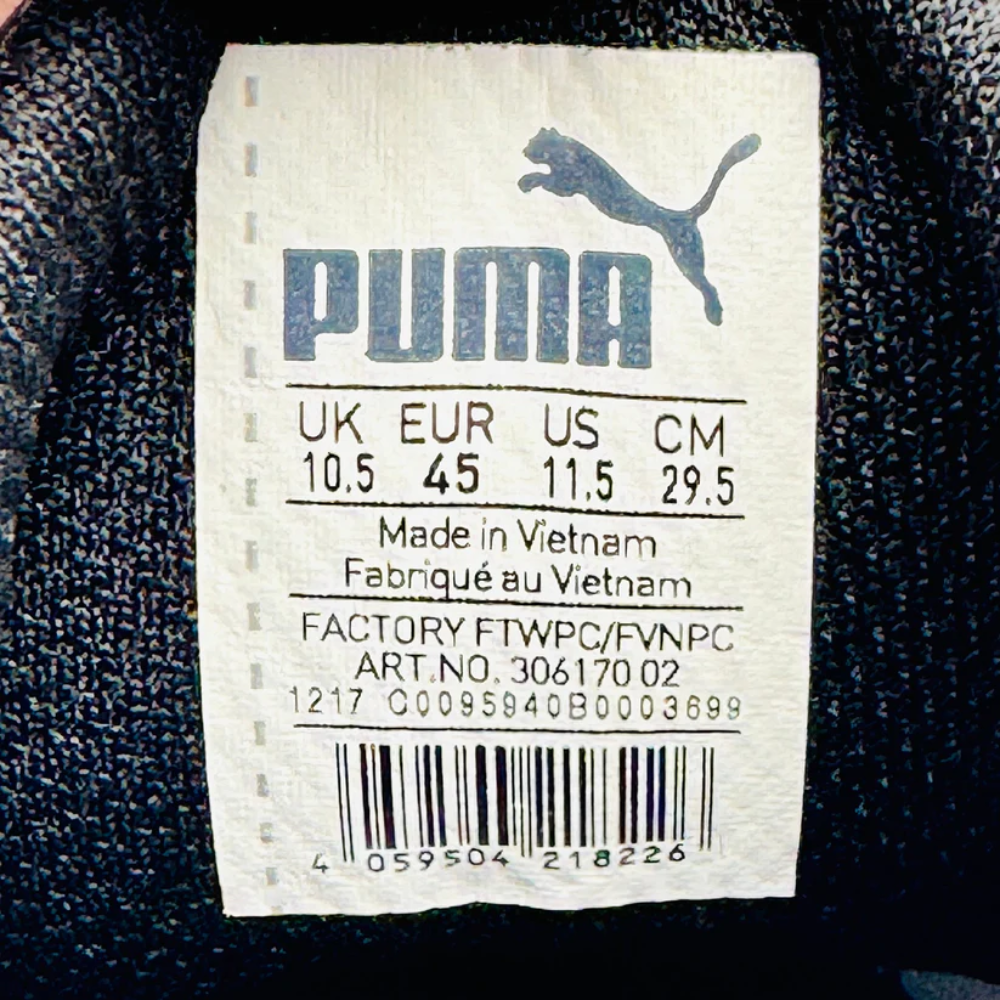 PUMA
UK EUR US CM
10.5 45 11.5 29.5
Made in Vietnam
Fabriqué au Vietnam
FACTORY FTWPC/FVNPC
ART.NO. 306170 02
1217 C0095940B0003699
4 059504 218226